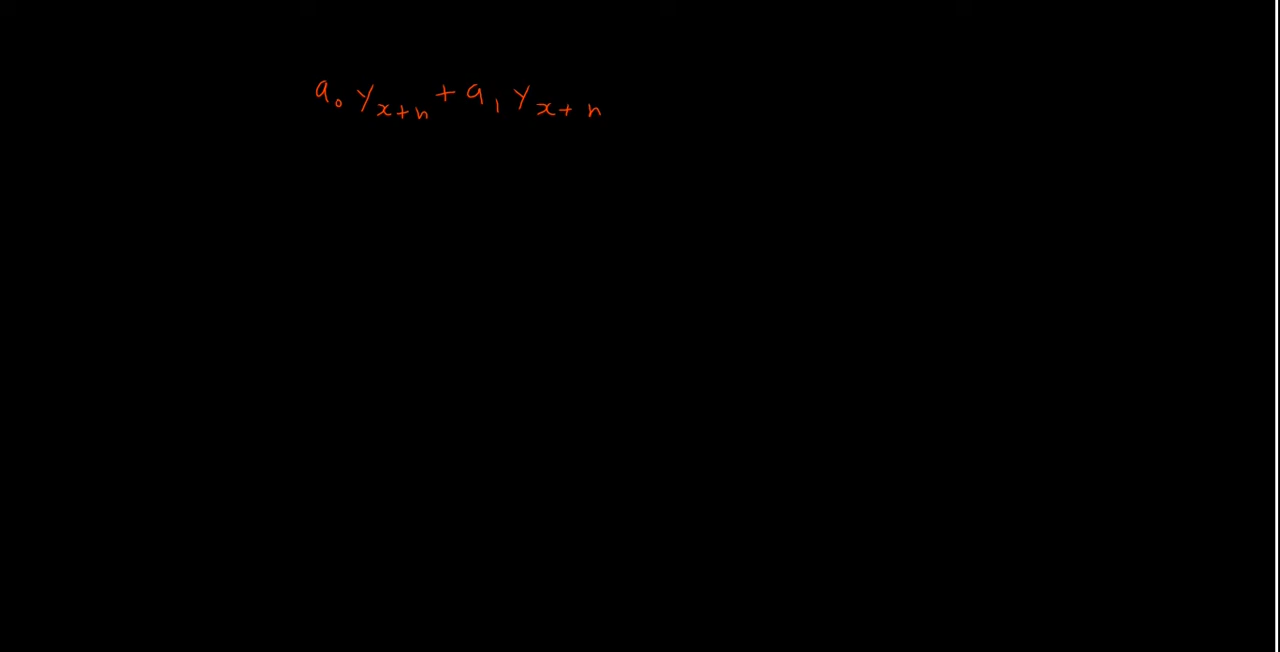 a₀ y_{x+n} + a₁ y_{x+n}